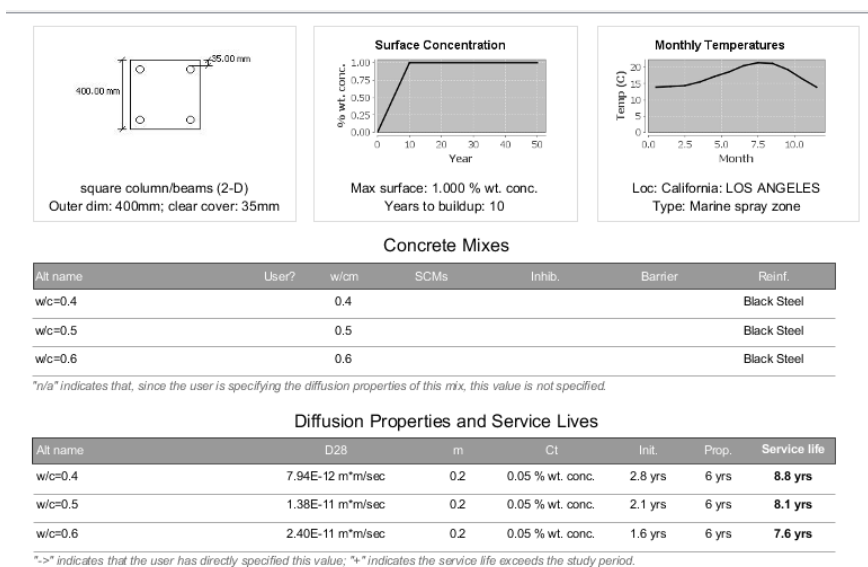 35.00 mm
400.00 mm
square column/beams (2-D)
Outer dim: 400mm; clear cover: 35mm
Surface Concentration
% wt. conc.
1.00
0.75
0.50
0.25
0.00
0 10 20 30 40 50
Year
Max surface: 1.000 % wt. conc.
Years to buildup: 10
Monthly Temperatures
Temp (C)
20
15
10
5
0
0.0 2.5 5.0 7.5 10.0
Month
Loc: California: LOS ANGELES
Type: Marine spray zone
Concrete Mixes
Alt name User? w/cm SCMs Inhib. Barrier Reinf.
w/c=0.4 0.4 Black Steel
w/c=0.5 0.5 Black Steel
w/c=0.6 0.6 Black Steel
"n/a" indicates that, since the user is specifying the diffusion properties of this mix, this value is not specified.
Diffusion Properties and Service Lives
Alt name D28 m Ct Init. Prop. Service life
w/c=0.4 7.94E-12 m*m/sec 0.2 0.05 % wt. conc. 2.8 yrs 6 yrs 8.8 yrs
w/c=0.5 1.38E-11 m*m/sec 0.2 0.05 % wt. conc. 2.1 yrs 6 yrs 8.1 yrs
w/c=0.6 2.40E-11 m*m/sec 0.2 0.05 % wt. conc. 1.6 yrs 6 yrs 7.6 yrs
"->" indicates that the user has directly specified this value; "+" indicates the service life exceeds the study period.